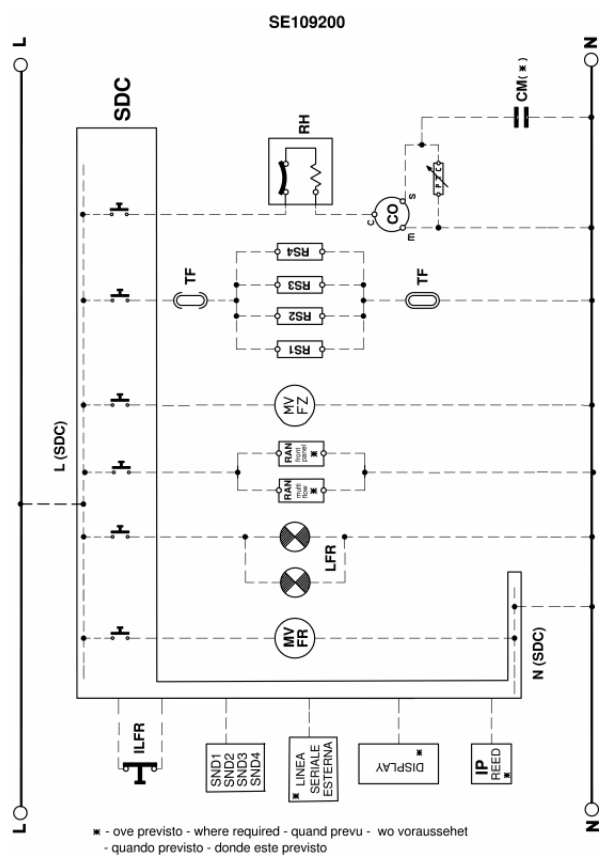 SE109200
L
N
SDC
RH
CM(*)
P T C
CO
C
S
m
RS4
RS3
RS2
RS1
TF
TF
MV
FZ
L (SDC)
RAN
front
panel
*
RAN
multi
flow
*
LFR
MV
FR
N (SDC)
ILFR
SND1
SND2
SND3
SND4
* LINEA
SERIALE
ESTERNA
DISPLAY
*
IP
REED
*
L
N
* - ove previsto - where required - quand prevu - wo voraussehet
- quando previsto - donde este previsto